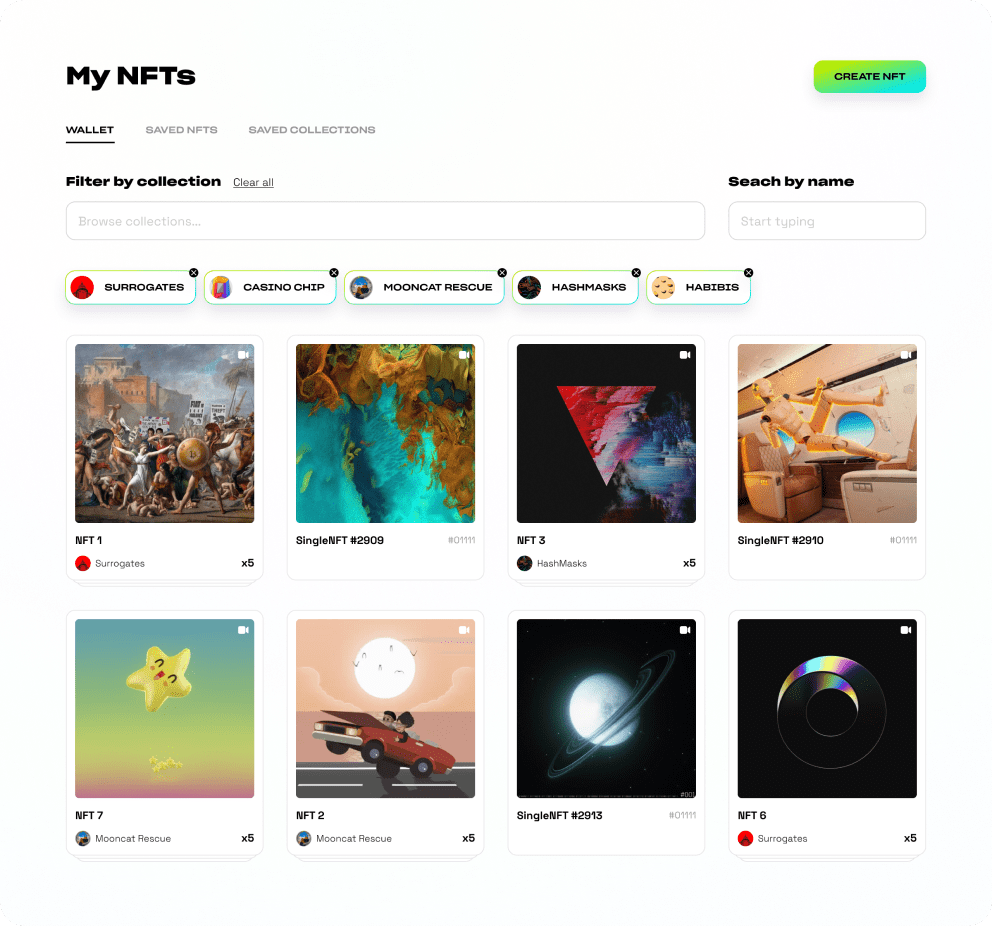 My NFTs
CREATE NFT
WALLET
SAVED NFTS
SAVED COLLECTIONS
Filter by collection
Clear all
Seach by name
Browse collections...
Start typing
SURROGATES
CASINO CHIP
MOONCAT RESCUE
HASHMASKS
HABIBIS
NFT 1
Surrogates
x5
SingleNFT #2909
#01111
NFT 3
HashMasks
x5
SingleNFT #2910
#01111
#001
NFT 7
Mooncat Rescue
x5
NFT 2
Mooncat Rescue
x5
SingleNFT #2913
#01111
NFT 6
Surrogates
x5